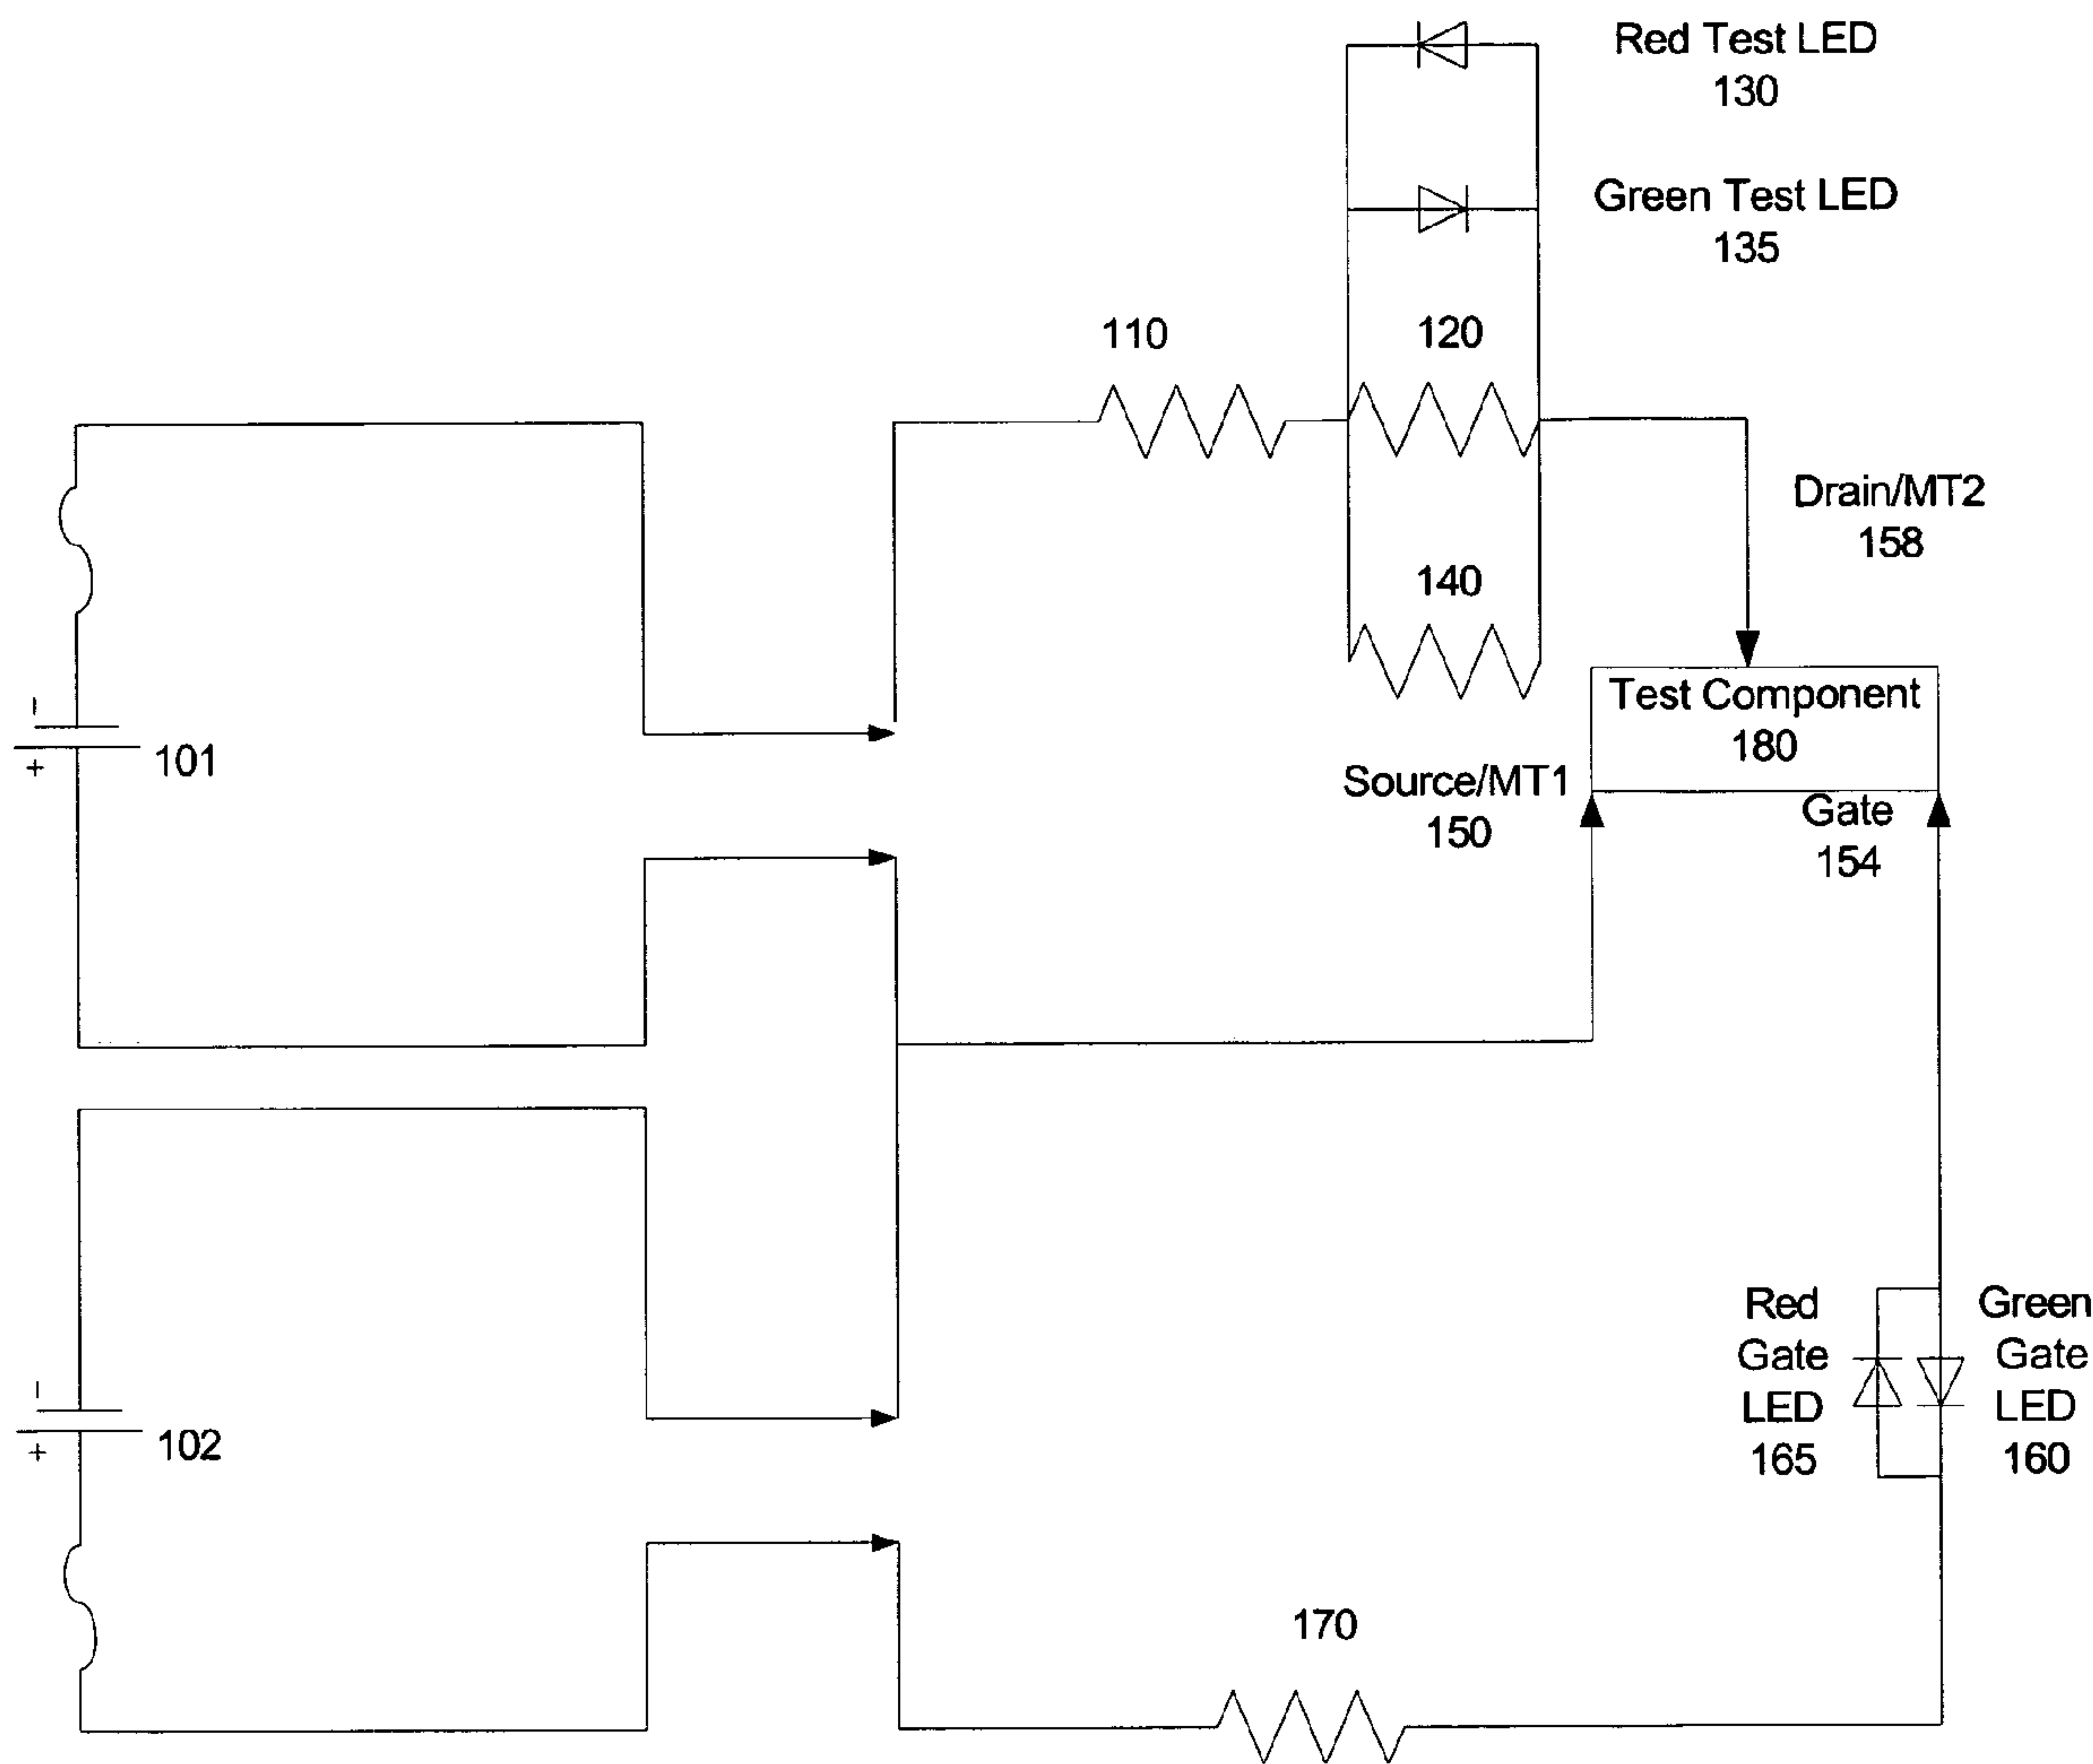 Red Test LED
130
Green Test LED
135
110
120
Drain/MT2
158
140
-
+
101
Test Component
180
Source/MT1
150
Gate
154
-
+
102
Red
Gate
LED
165
Green
Gate
LED
160
170